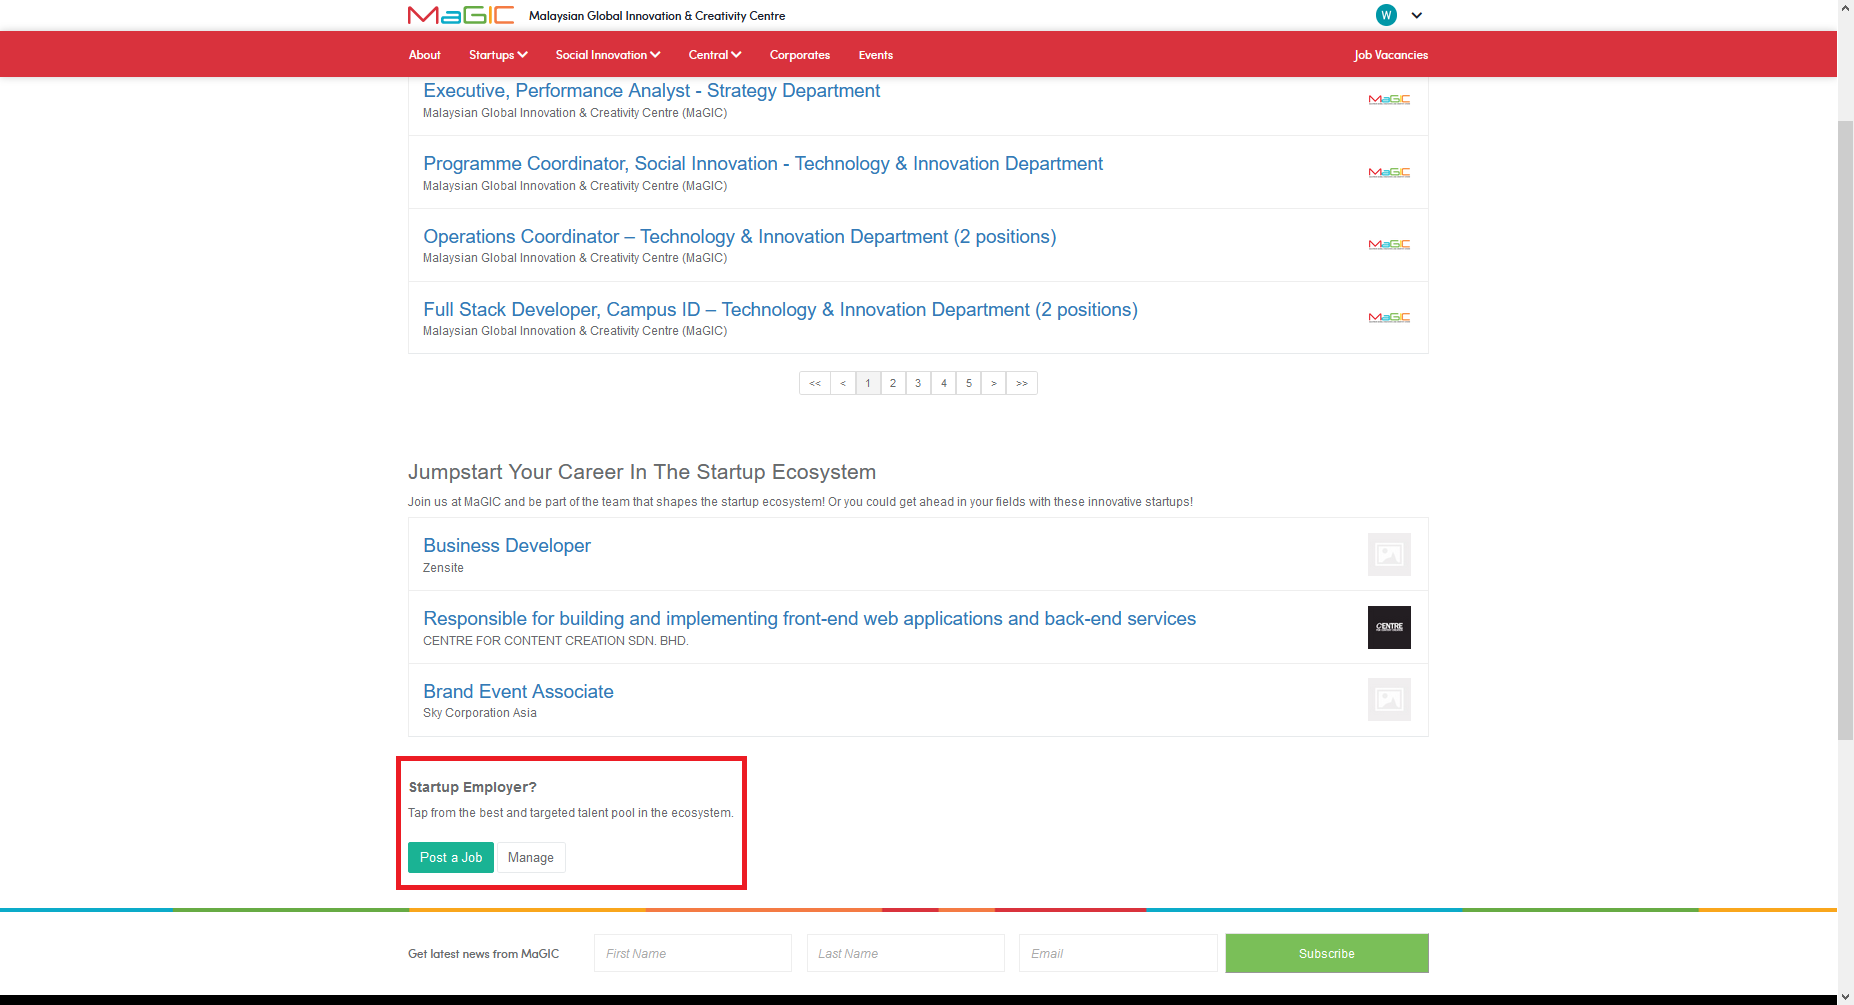 MaGIC Malaysian Global Innovation & Creativity Centre W
About Startups Social Innovation Central Corporates Events Job Vacancies
Executive, Performance Analyst - Strategy Department
Malaysian Global Innovation & Creativity Centre (MaGIC)
MaGIC
Programme Coordinator, Social Innovation - Technology & Innovation Department
Malaysian Global Innovation & Creativity Centre (MaGIC)
MaGIC
Operations Coordinator – Technology & Innovation Department (2 positions)
Malaysian Global Innovation & Creativity Centre (MaGIC)
MaGIC
Full Stack Developer, Campus ID – Technology & Innovation Department (2 positions)
Malaysian Global Innovation & Creativity Centre (MaGIC)
MaGIC
<< < 1 2 3 4 5 > >>
Jumpstart Your Career In The Startup Ecosystem
Join us at MaGIC and be part of the team that shapes the startup ecosystem! Or you could get ahead in your fields with these innovative startups!
Business Developer
Zensite
Responsible for building and implementing front-end web applications and back-end services
CENTRE FOR CONTENT CREATION SDN. BHD.
CENTRE
Brand Event Associate
Sky Corporation Asia
Startup Employer?
Tap from the best and targeted talent pool in the ecosystem.
Post a Job Manage
Get latest news from MaGIC First Name Last Name Email Subscribe